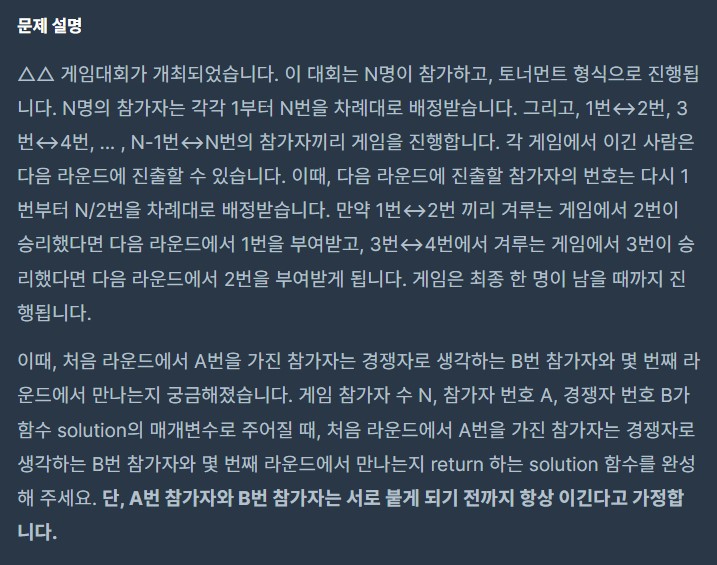 문제 설명
△△ 게임대회가 개최되었습니다. 이 대회는 N명이 참가하고, 토너먼트 형식으로 진행됩
니다. N명의 참가자는 각각 1부터 N번을 차례대로 배정받습니다. 그리고, 1번↔2번, 3
번↔4번, ... , N-1번↔N번의 참가자끼리 게임을 진행합니다. 각 게임에서 이긴 사람은
다음 라운드에 진출할 수 있습니다. 이때, 다음 라운드에 진출할 참가자의 번호는 다시 1
번부터 N/2번을 차례대로 배정받습니다. 만약 1번↔2번 끼리 겨루는 게임에서 2번이
승리했다면 다음 라운드에서 1번을 부여받고, 3번↔4번에서 겨루는 게임에서 3번이 승
리했다면 다음 라운드에서 2번을 부여받게 됩니다. 게임은 최종 한 명이 남을 때까지 진
행됩니다.
이때, 처음 라운드에서 A번을 가진 참가자는 경쟁자로 생각하는 B번 참가자와 몇 번째 라
운드에서 만나는지 궁금해졌습니다. 게임 참가자 수 N, 참가자 번호 A, 경쟁자 번호 B가
함수 solution의 매개변수로 주어질 때, 처음 라운드에서 A번을 가진 참가자는 경쟁자로
생각하는 B번 참가자와 몇 번째 라운드에서 만나는지 return 하는 solution 함수를 완성
해 주세요. 단, A번 참가자와 B번 참가자는 서로 붙게 되기 전까지 항상 이긴다고 가정합
니다.